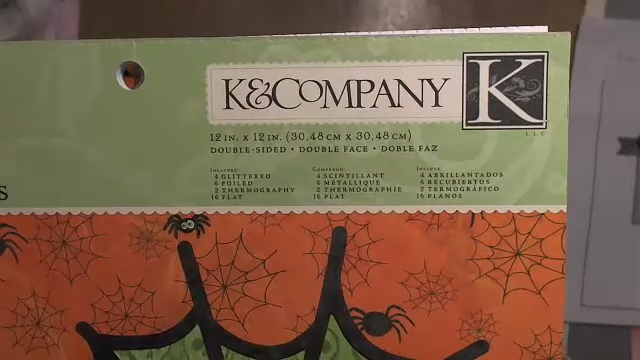 K&COMPANY
K
LLC
12 IN. X 12 IN. (30,48 CM X 30,48 CM)
DOUBLE-SIDED • DOUBLE FACE • DOBLE FAZ
INCLUDES:
4 GLITTERED
6 FOILED
2 THERMOGRAPHY
16 FLAT
COMPREND:
4 SCINTILLANT
6 MÉTALLIQUE
2 THERMOGRAPHIE
16 PLAT
INCLUYE:
4 ABRILLANTADOS
6 RECUBIERTOS
2 TERMOGRÁFICO
16 PLANOS
S